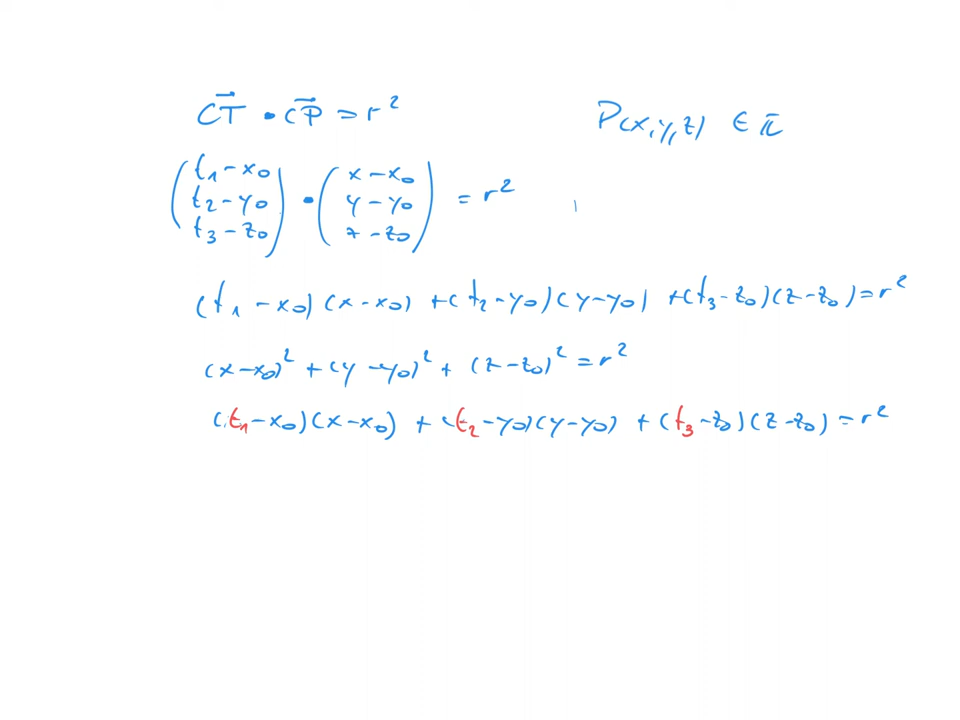 C⃗T⃗ • C⃗P⃗ = r² P(x,y,z) ∈ π
(t₁ - x₀, t₂ - y₀, t₃ - z₀) • (x - x₀, y - y₀, z - z₀) = r²
(t₁ - x₀)(x - x₀) + (t₂ - y₀)(y - y₀) + (t₃ - z₀)(z - z₀) = r²
(x - x₀)² + (y - y₀)² + (z - z₀)² = r²
(t₁ - x₀)(x - x₀) + (t₂ - y₀)(y - y₀) + (t₃ - z₀)(z - z₀) = r²